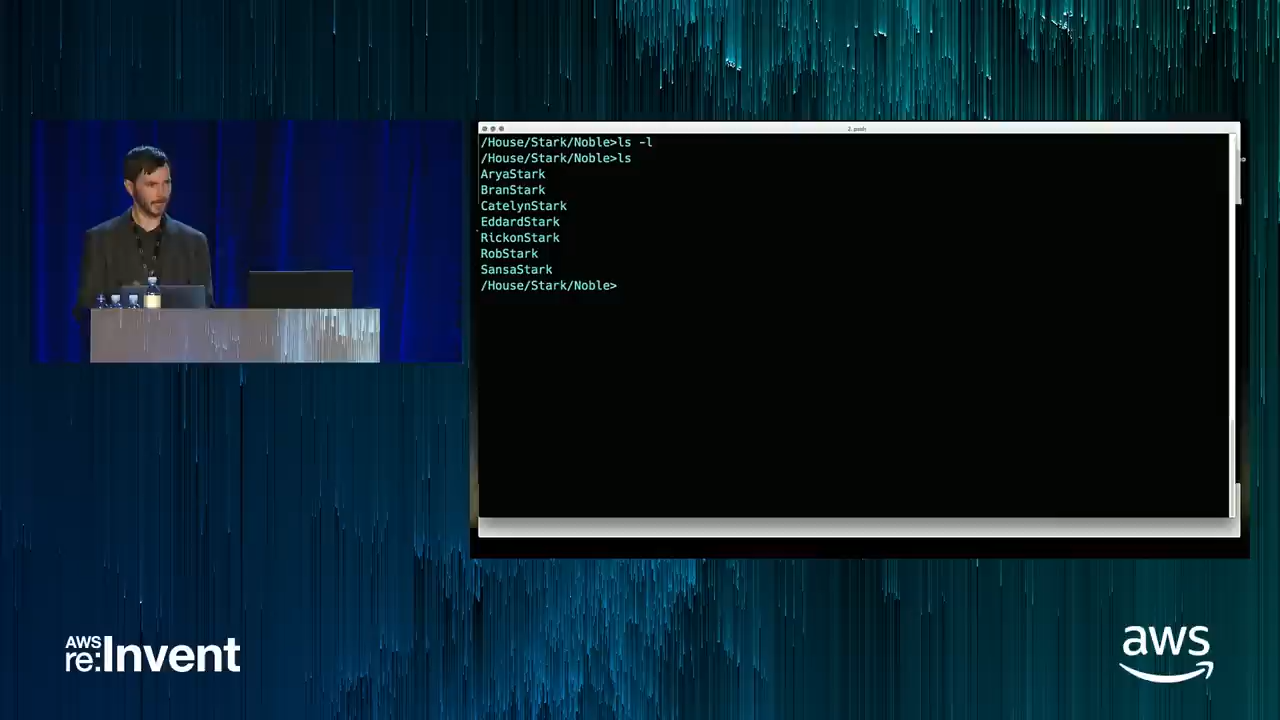 /House/Stark/Noble>ls -l
/House/Stark/Noble>ls
AryaStark
BranStark
CatelynStark
EddardStark
RickonStark
RobStark
SansaStark
/House/Stark/Noble>
AWS
re:Invent
aws